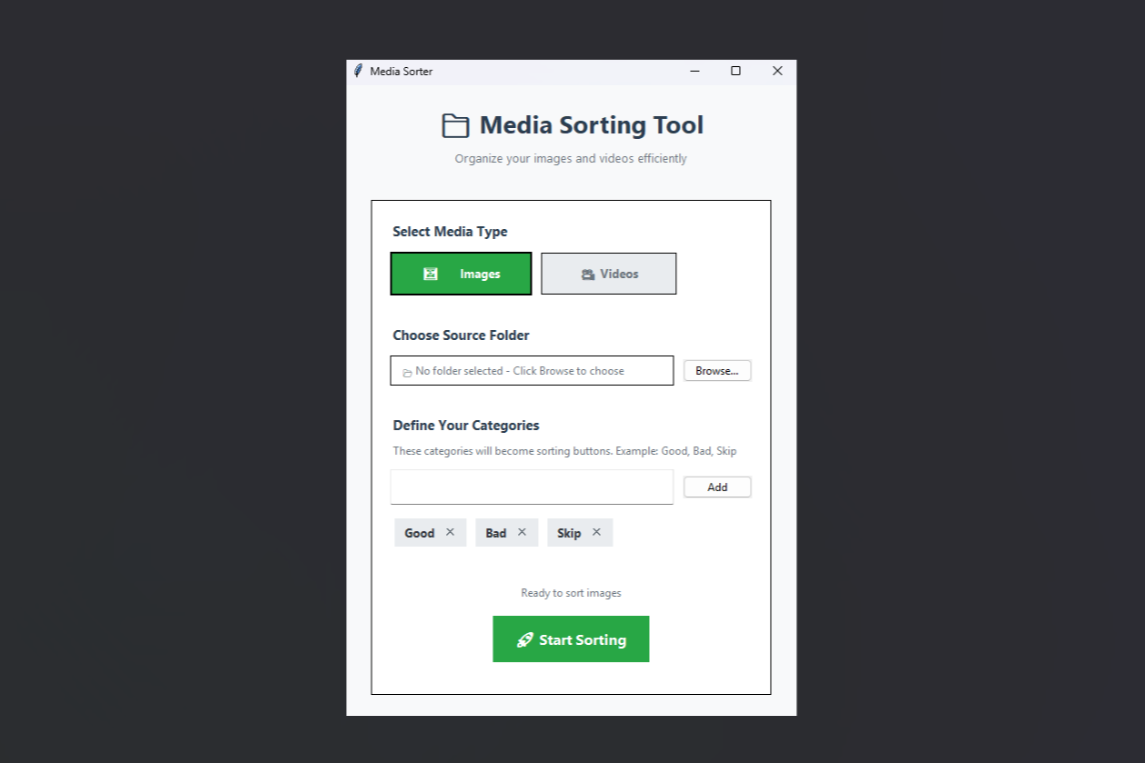 Media Sorter
Media Sorting Tool
Organize your images and videos efficiently
Select Media Type
Images
Videos
Choose Source Folder
No folder selected - Click Browse to choose
Browse...
Define Your Categories
These categories will become sorting buttons. Example: Good, Bad, Skip
Add
Good
Bad
Skip
Ready to sort images
Start Sorting